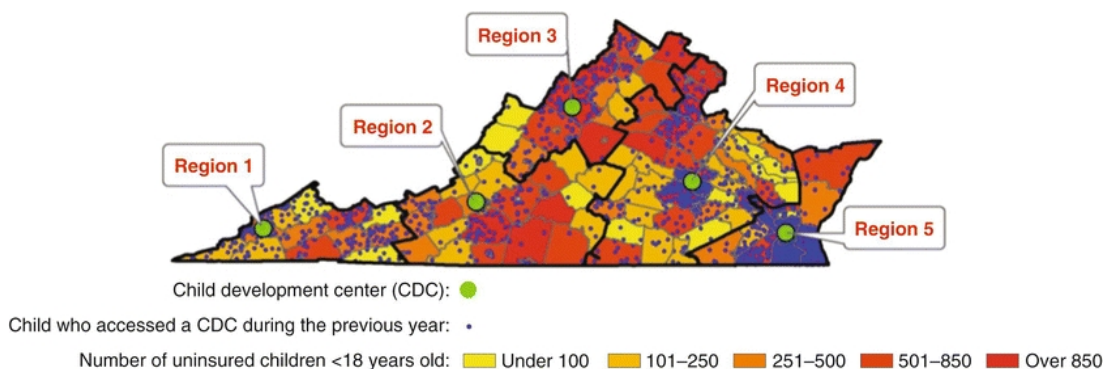 Region 3
Region 4
Region 2
Region 1
Region 5
Child development center (CDC):
Child who accessed a CDC during the previous year:
Number of uninsured children <18 years old: Under 100 101–250 251–500 501–850 Over 850